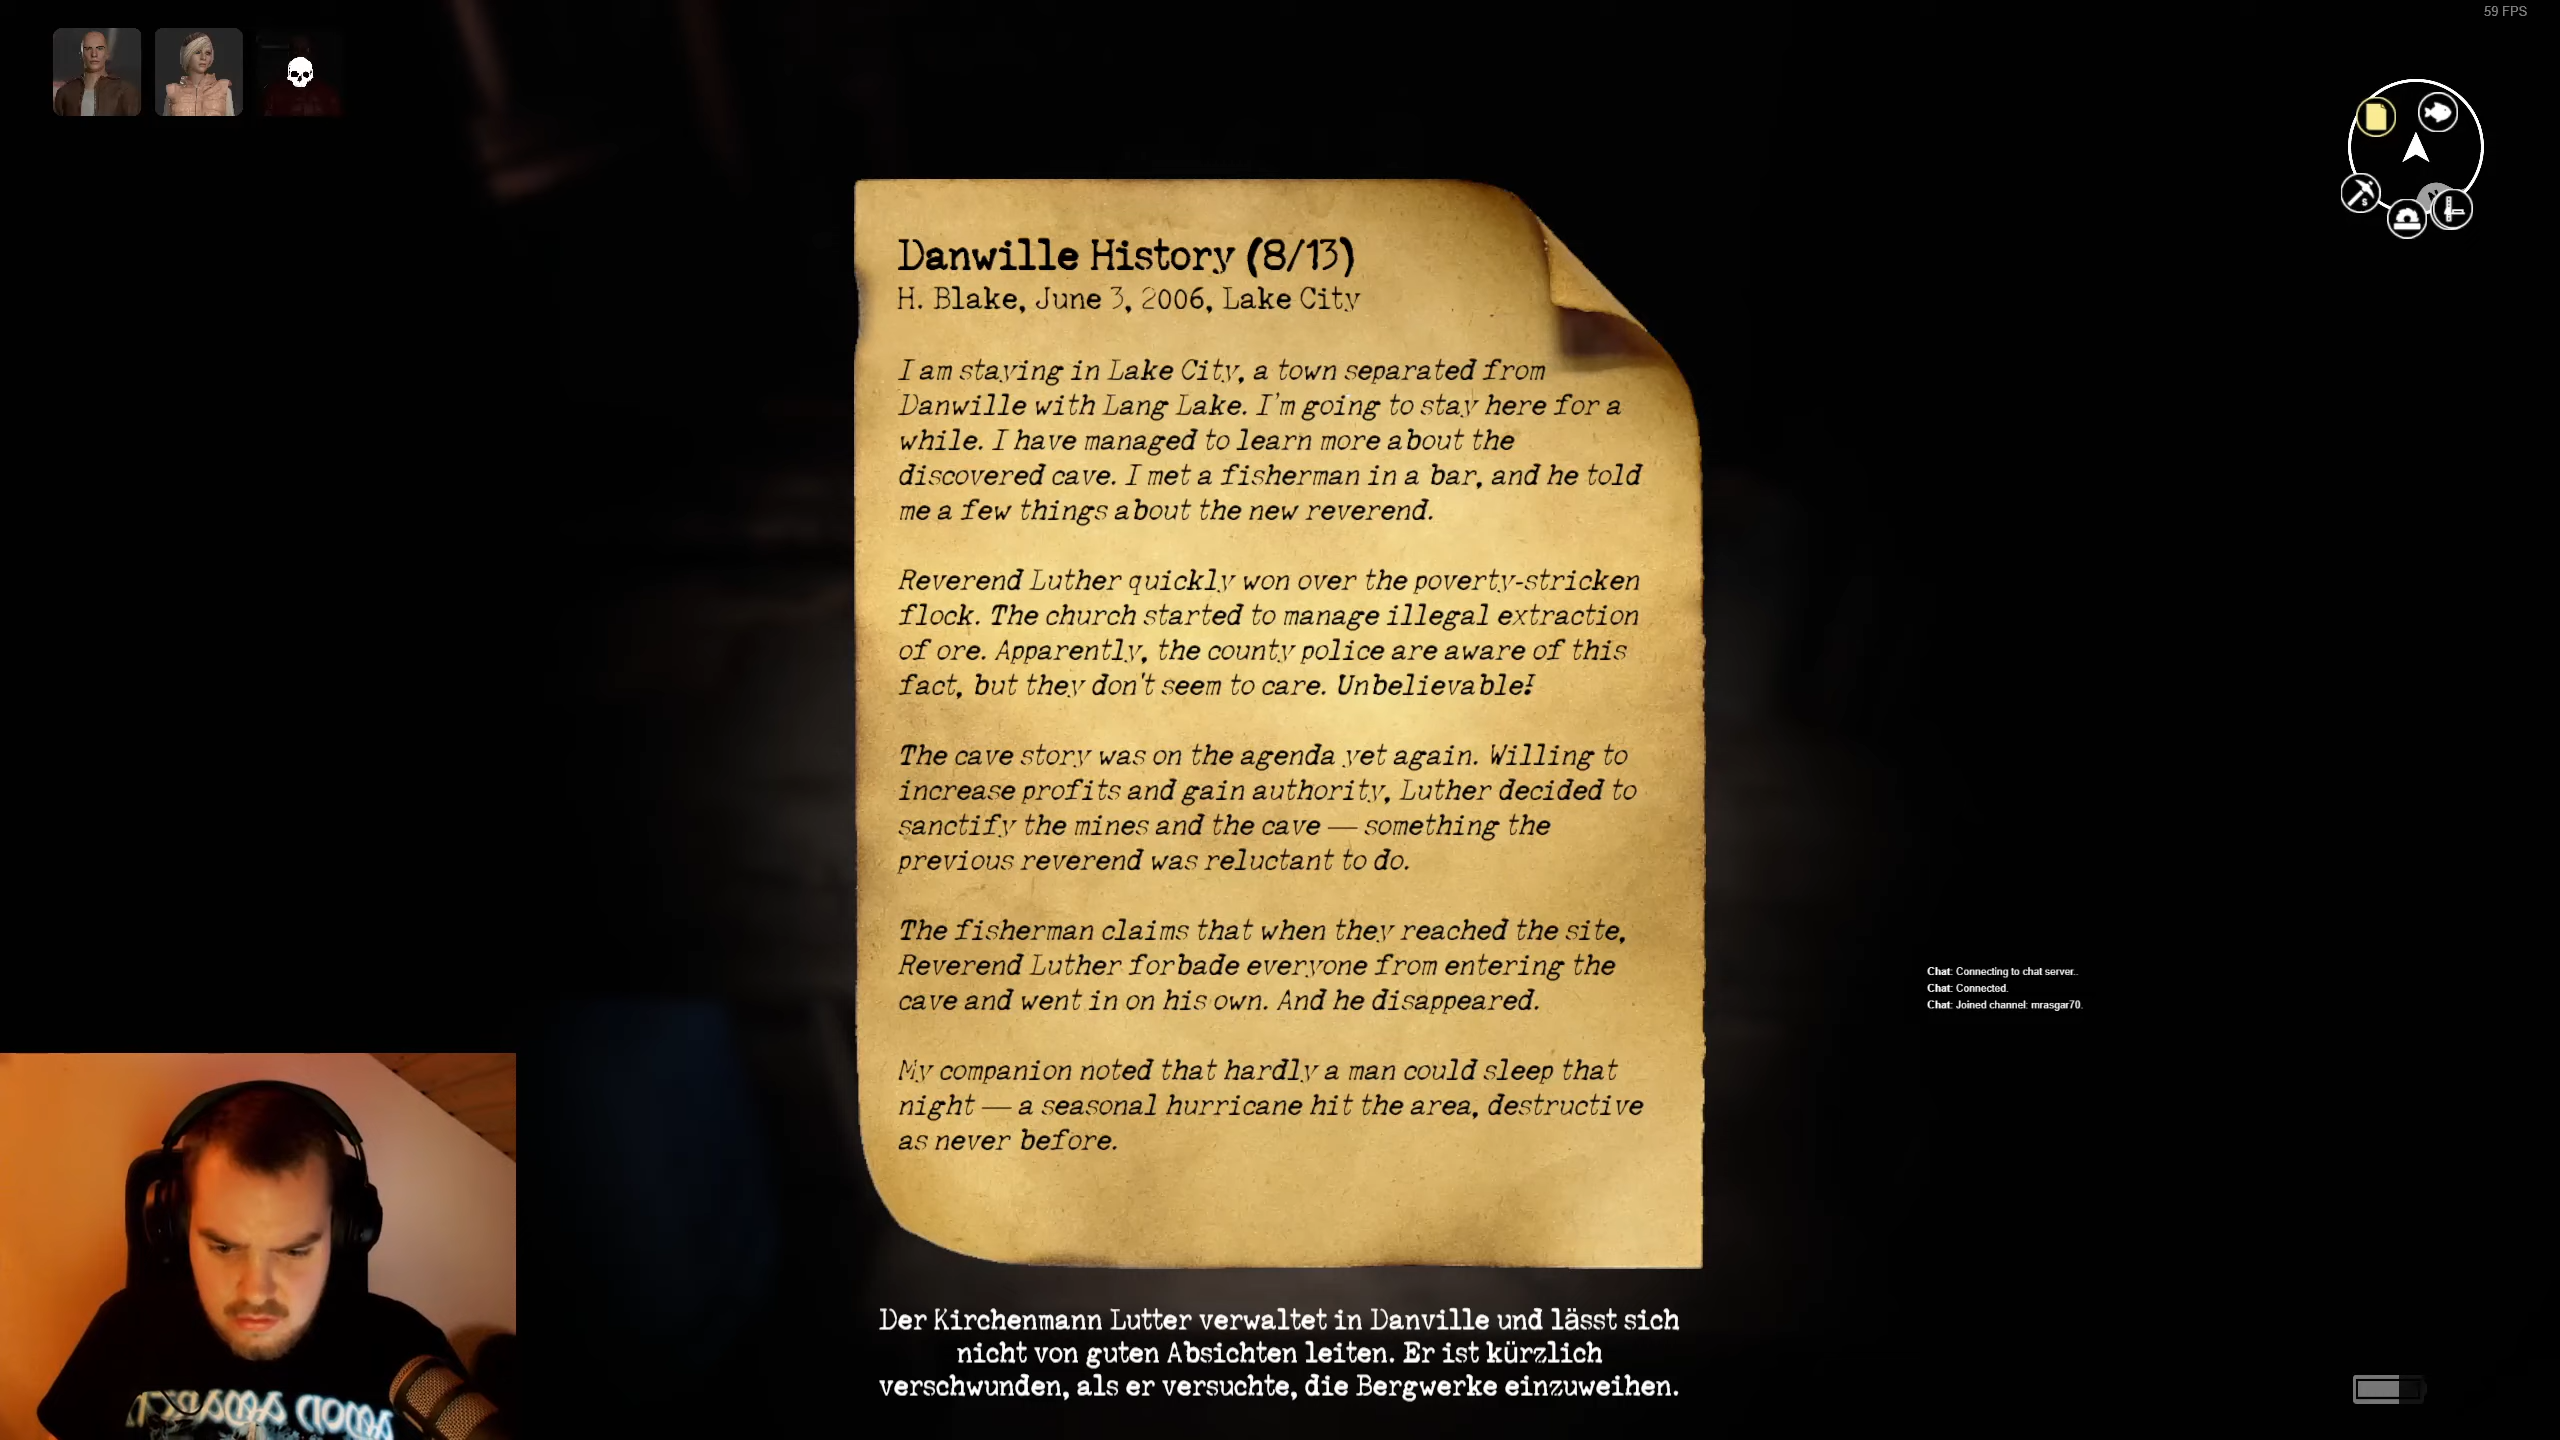 59 FPS
Danwille History (8/13)
H. Blake, June 3, 2006, Lake City
I am staying in Lake City, a town separated from
Danwille with Lang Lake. I'm going to stay here for a
while. I have managed to learn more about the
discovered cave. I met a fisherman in a bar, and he told
me a few things about the new reverend.
Reverend Luther quickly won over the poverty-stricken
flock. The church started to manage illegal extraction
of ore. Apparently, the county police are aware of this
fact, but they don't seem to care. Unbelievable!
The cave story was on the agenda yet again. Willing to
increase profits and gain authority, Luther decided to
sanctify the mines and the cave — something the
previous reverend was reluctant to do.
The fisherman claims that when they reached the site,
Reverend Luther forbade everyone from entering the
cave and went in on his own. And he disappeared.
My companion noted that hardly a man could sleep that
night — a seasonal hurricane hit the area, destructive
as never before.
Chat: Connecting to chat server..
Chat: Connected.
Chat: Joined channel: mrasgar70.
Der Kirchenmann Lutter verwaltet in Danville und lässt sich
nicht von guten Absichten leiten. Er ist kürzlich
verschwunden, als er versuchte, die Bergwerke einzuweihen.